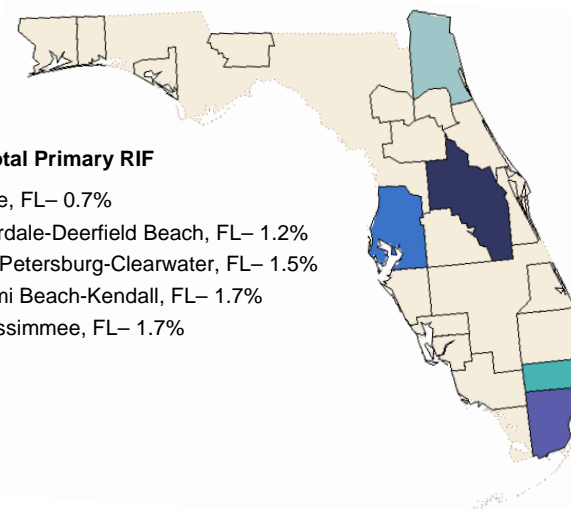 otal Primary RIF
e, FL– 0.7%
rdale-Deerfield Beach, FL– 1.2%
Petersburg-Clearwater, FL– 1.5%
mi Beach-Kendall, FL– 1.7%
ssimmee, FL– 1.7%